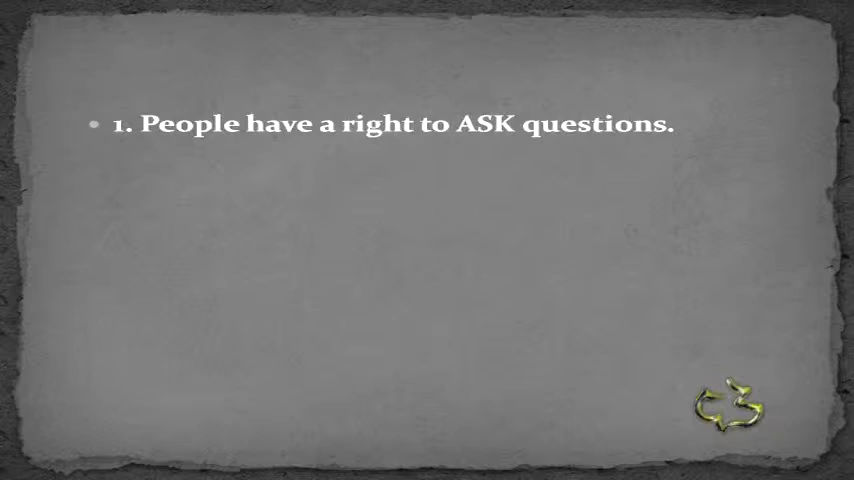 • 1. People have a right to ASK questions.